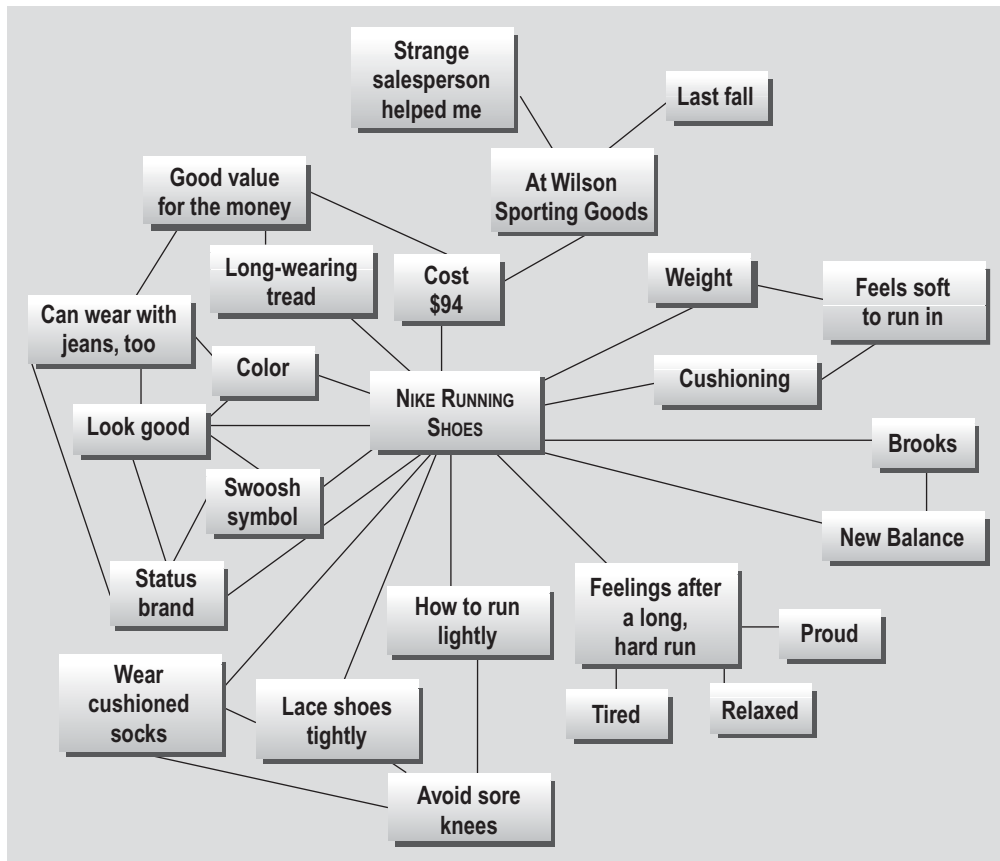 Strange
salesperson
helped me
Last fall
At Wilson
Sporting Goods
Good value
for the money
Long-wearing
tread
Cost
$94
Weight
Feels soft
to run in
Can wear with
jeans, too
Color
Cushioning
NIKE RUNNING
SHOES
Look good
Brooks
Swoosh
symbol
New Balance
Status
brand
How to run
lightly
Feelings after
a long,
hard run
Proud
Wear
cushioned
socks
Lace shoes
tightly
Tired
Relaxed
Avoid sore
knees